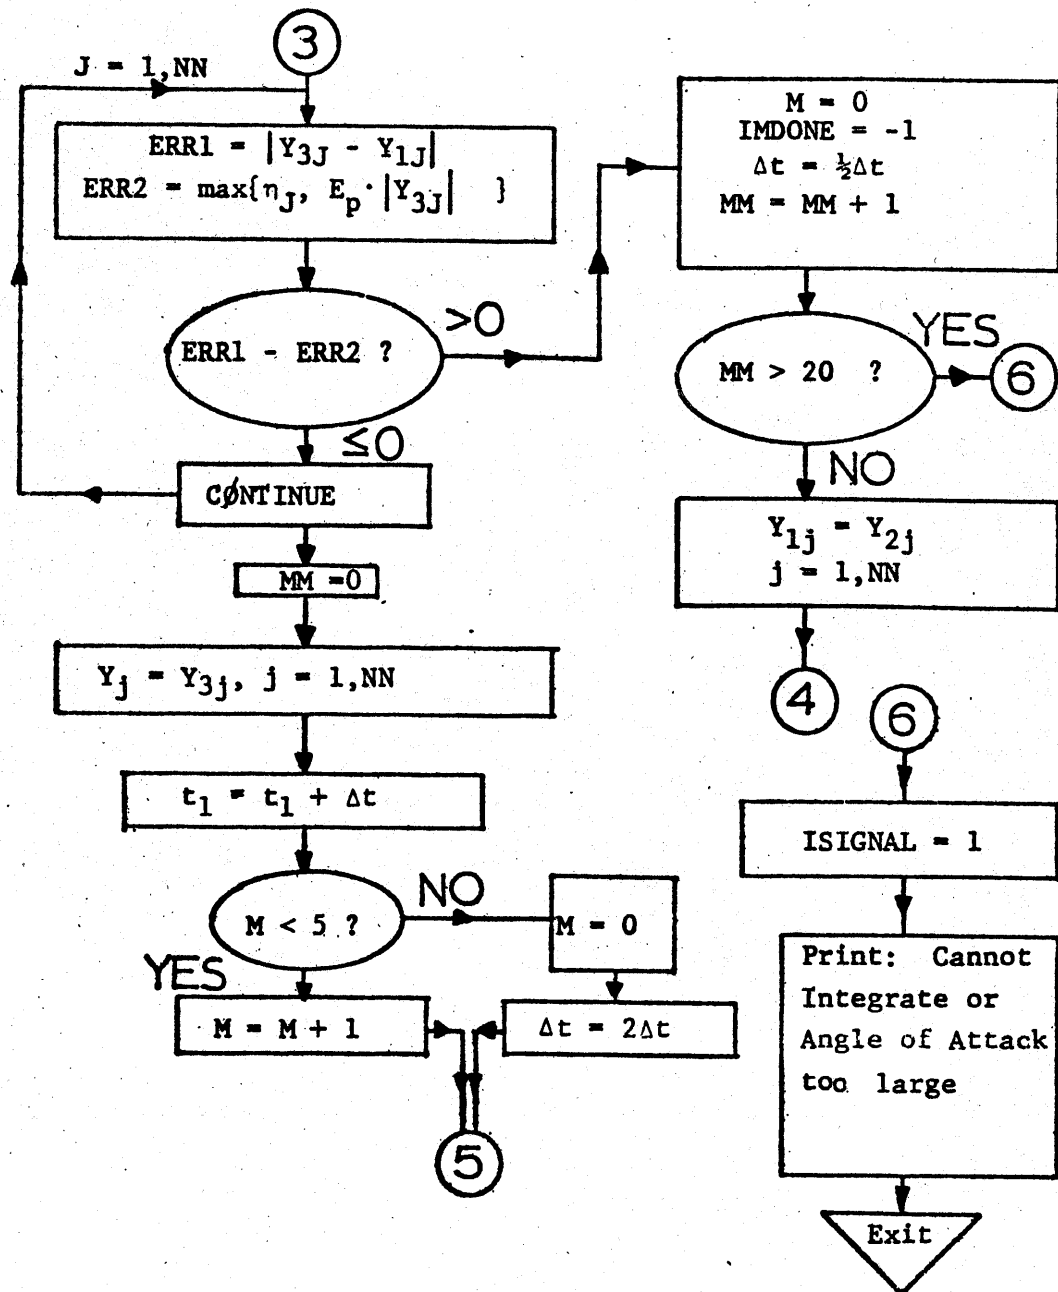 3
J = 1,NN
ERR1 = |Y3J - Y1J|
ERR2 = max{ηJ, Ep·|Y3J| }
ERR1 - ERR2 ?
>0
≤0
CØNTINUE
MM =0
Yj = Y3j, j = 1,NN
t1 = t1 + Δt
M < 5 ?
NO
YES
M = 0
M = M + 1
Δt = 2Δt
5
M = 0
IMDONE = -1
Δt = ½Δt
MM = MM + 1
MM > 20 ?
YES
6
NO
Y1j = Y2j
j = 1,NN
4
6
ISIGNAL = 1
Print: Cannot
Integrate or
Angle of Attack
too large
Exit